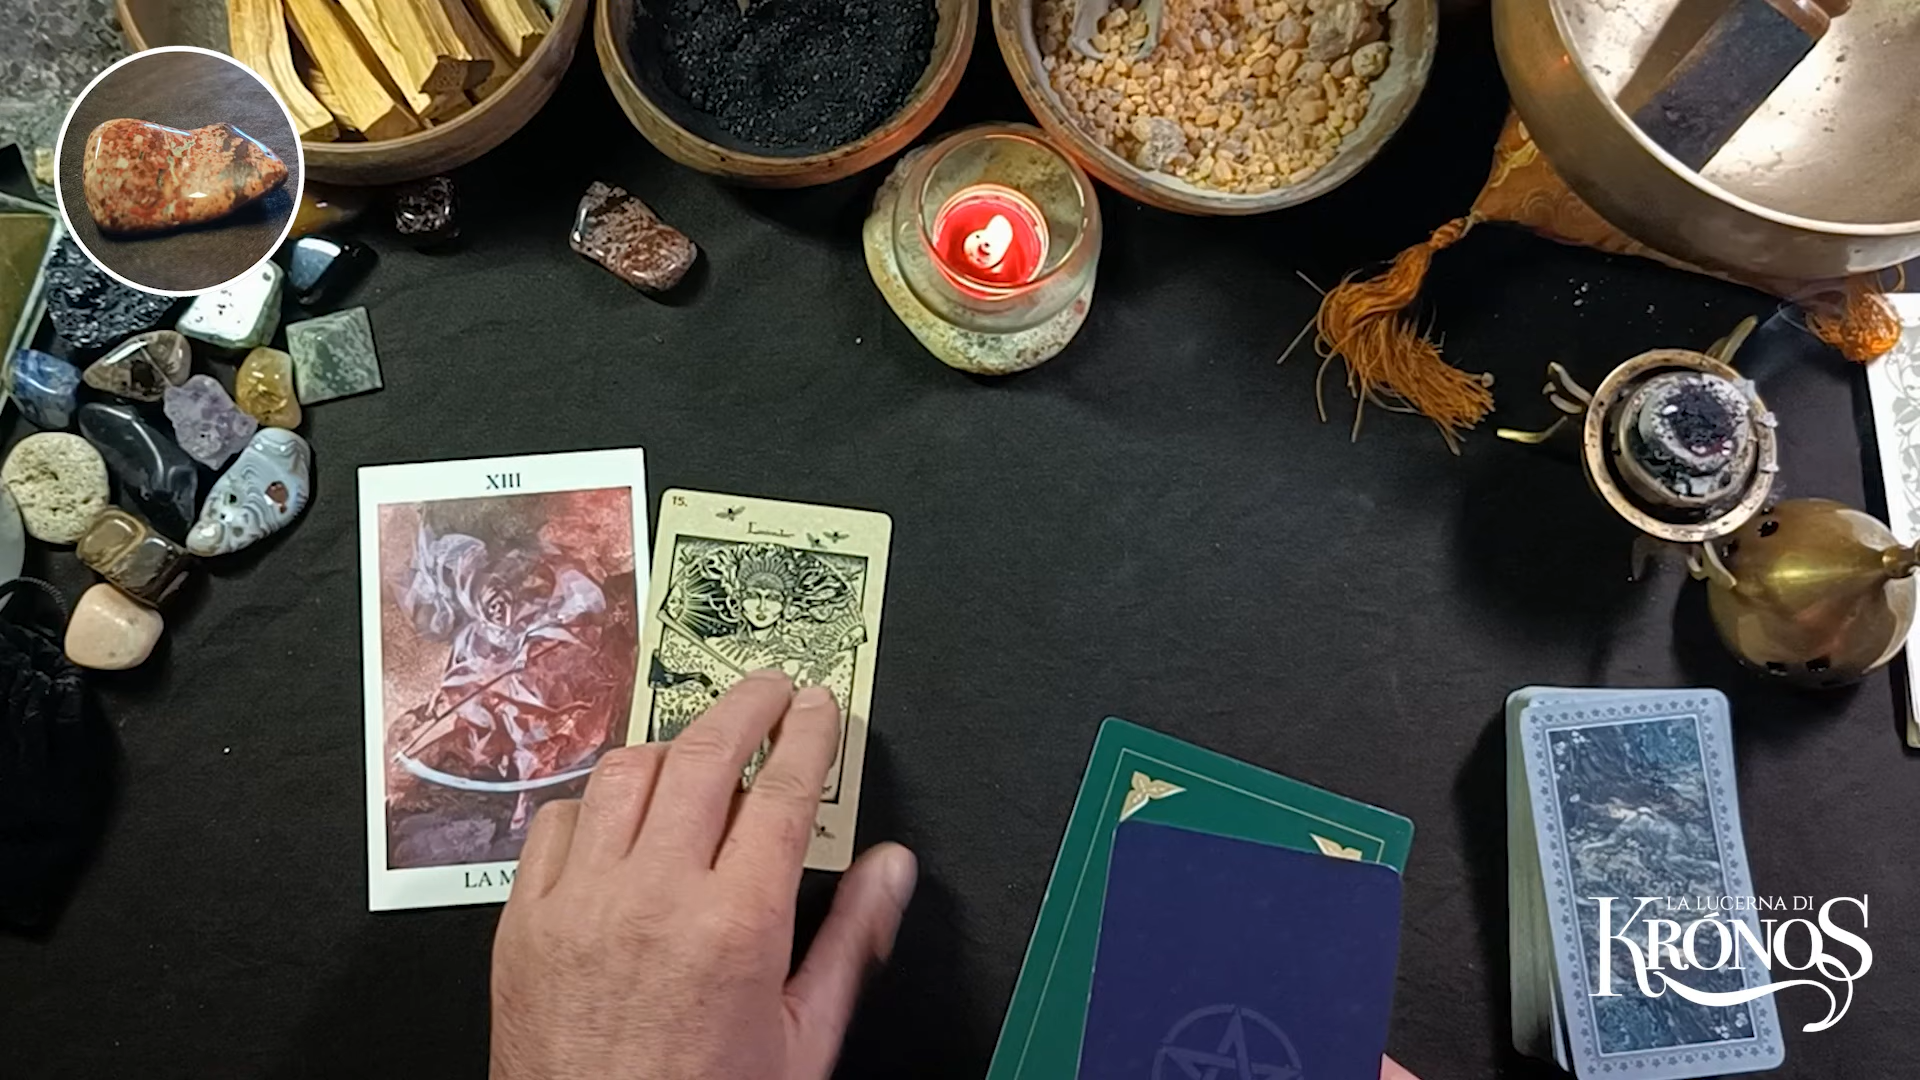 XIII
15.
LA M
LA LUCERNA DI
KRÓNOS